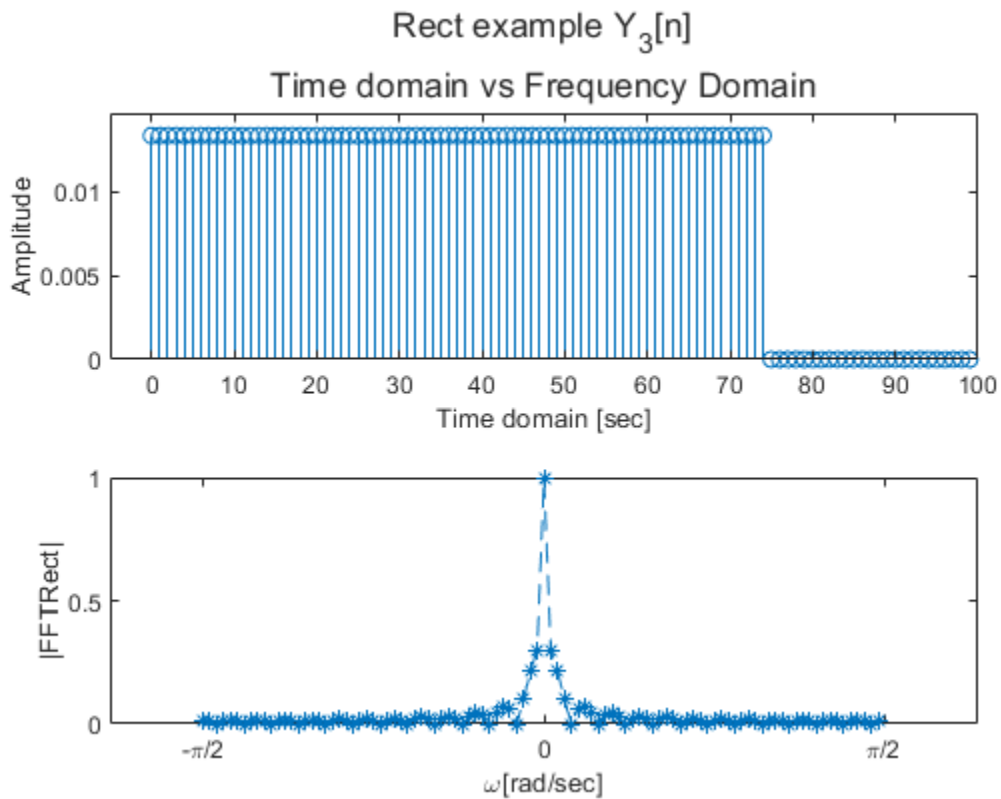 Rect example Y3[n]
Time domain vs Frequency Domain
Amplitude
0.01
0.005
0
0 10 20 30 40 50 60 70 80 90 100
Time domain [sec]
|FFTRect|
1
0.5
0
-π/2 0 π/2
ω[rad/sec]